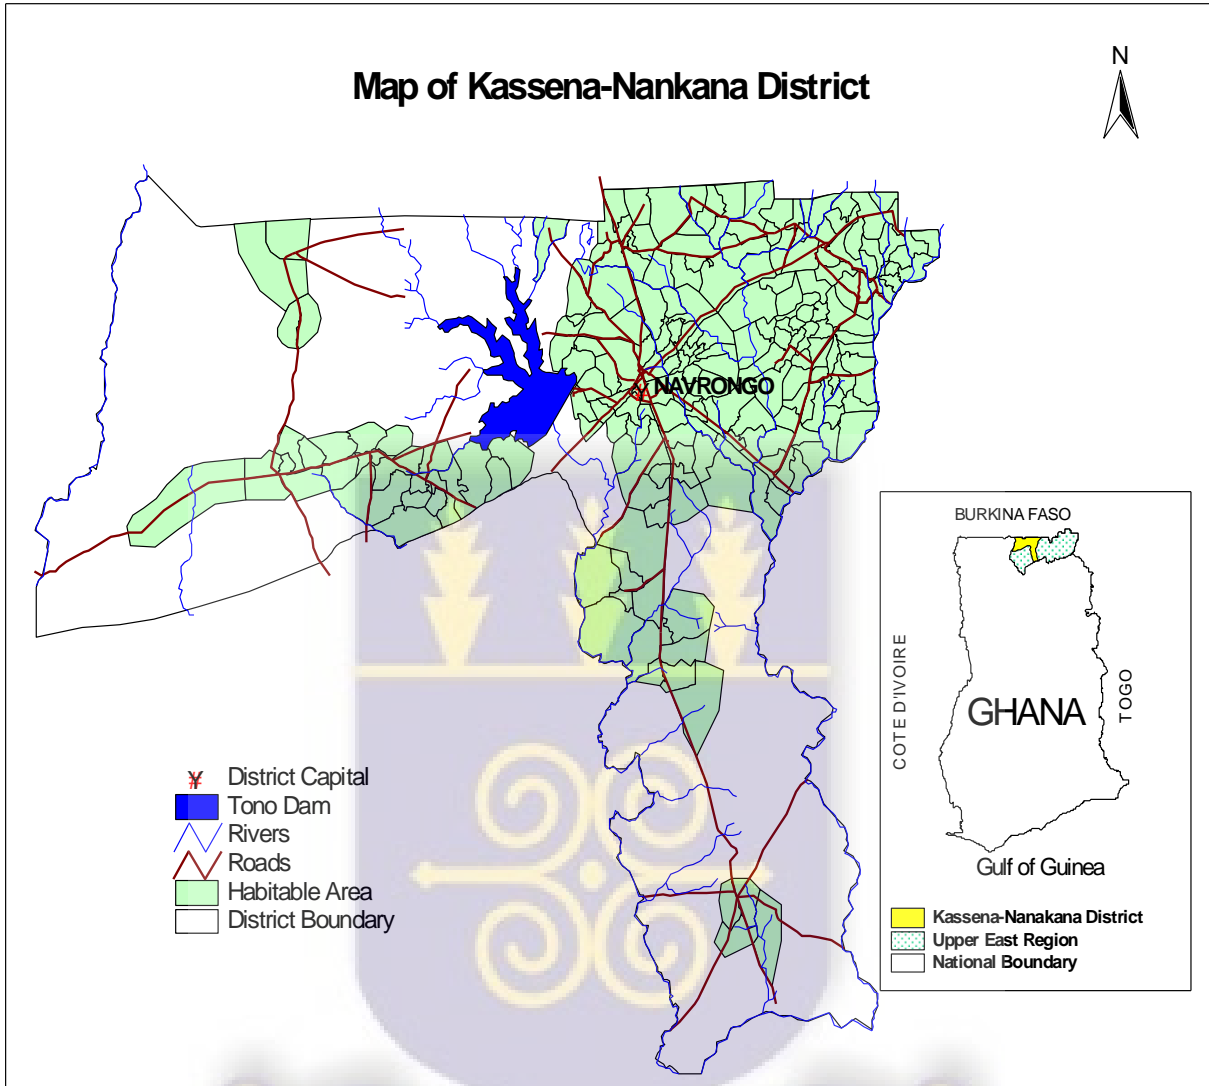 N
Map of Kassena-Nankana District
NAVRONGO
District Capital
Tono Dam
Rivers
Roads
Habitable Area
District Boundary
BURKINA FASO
COTE D'IVOIRE
GHANA
TOGO
Gulf of Guinea
Kassena-Nanakana District
Upper East Region
National Boundary